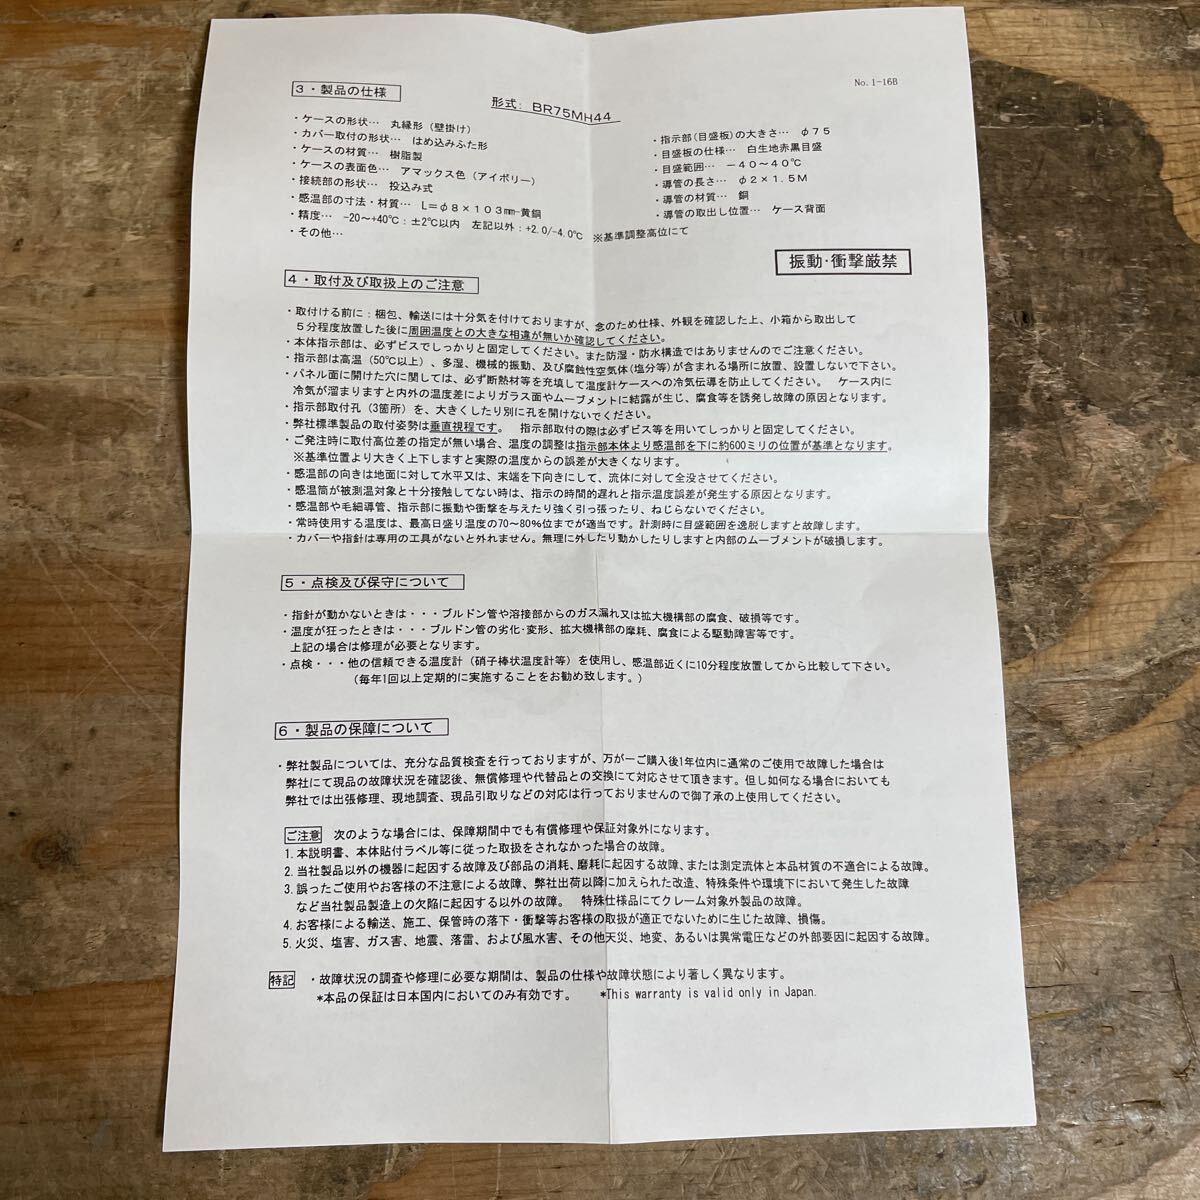 No. 1-16B
3・製品の仕様
形式: BR75MH44
・ケースの形状… 丸縁形（壁掛け）
・カバー取付の形状… はめ込みふた形
・ケースの材質… 樹脂製
・ケースの表面色… アマックス色（アイボリー）
・接続部の形状… 投込み式
・感温部の寸法・材質… L＝φ8×103mm-黄銅
・精度… -20～+40℃：±2℃以内 左記以外：+2.0/-4.0℃ ※基準調整高位にて
・その他…
・指示部(目盛板)の大きさ… φ75
・目盛板の仕様… 白生地赤黒目盛
・目盛範囲… －40～40℃
・導管の長さ… φ2×1.5M
・導管の材質… 銅
・導管の取出し位置… ケース背面
振動・衝撃厳禁
4・取付及び取扱上のご注意
・取付ける前に：梱包、輸送には十分気を付けておりますが、念のため仕様、外観を確認した上、小箱から取出して
５分程度放置した後に周囲温度との大きな相違が無いか確認してください。
・本体指示部は、必ずビスでしっかりと固定してください。また防湿・防水構造ではありませんのでご注意ください。
・指示部は高温（50℃以上）、多湿、機械的振動、及び腐蝕性空気体(塩分等)が含まれる場所に放置、設置しないで下さい。
・パネル面に開けた穴に関しては、必ず断熱材等を充填して温度計ケースへの冷気伝導を防止してください。 ケース内に
冷気が溜まりますと内外の温度差によりガラス面やムーブメントに結露が生じ、腐食等を誘発し故障の原因となります。
・指示部取付孔（3箇所）を、大きくしたり別に孔を開けないでください。
・弊社標準製品の取付姿勢は垂直視程です。 指示部取付の際は必ずビス等を用いてしっかりと固定してください。
・ご発注時に取付高位差の指定が無い場合、温度の調整は指示部本体より感温部を下に約600ミリの位置が基準となります。
※基準位置より大きく上下しますと実際の温度からの誤差が大きくなります。
・感温部の向きは地面に対して水平又は、末端を下向きにして、流体に対して全没させてください。
・感温筒が被測温対象と十分接触してない時は、指示の時間的遅れと指示温度誤差が発生する原因となります。
・感温部や毛細導管、指示部に振動や衝撃を与えたり強く引っ張ったり、ねじらないでください。
・常時使用する温度は、最高目盛り温度の70～80%位までが適当です。計測時に目盛範囲を逸脱しますと故障します。
・カバーや指針は専用の工具がないと外れません。無理に外したり動かしたりしますと内部のムーブメントが破損します。
5・点検及び保守について
・指針が動かないときは・・・ブルドン管や溶接部からのガス漏れ又は拡大機構部の腐食、破損等です。
・温度が狂ったときは・・・ブルドン管の劣化・変形、拡大機構部の摩耗、腐食による駆動障害等です。
上記の場合は修理が必要となります。
・点検・・・他の信頼できる温度計（硝子棒状温度計等）を使用し、感温部近くに10分程度放置してから比較して下さい。
(毎年1回以上定期的に実施することをお勧め致します。)
6・製品の保障について
・弊社製品については、充分な品質検査を行っておりますが、万が一ご購入後1年位内に通常のご使用で故障した場合は
弊社にて現品の故障状況を確認後、無償修理や代替品との交換にて対応させて頂きます。但し如何なる場合においても
弊社では出張修理、現地調査、現品引取りなどの対応は行っておりませんので御了承の上使用してください。
ご注意 次のような場合には、保障期間中でも有償修理や保証対象外になります。
1. 本説明書、本体貼付ラベル等に従った取扱をされなかった場合の故障。
2. 当社製品以外の機器に起因する故障及び部品の消耗、磨耗に起因する故障、または測定流体と本品材質の不適合による故障。
3. 誤ったご使用やお客様の不注意による故障、弊社出荷以降に加えられた改造、特殊条件や環境下において発生した故障
など当社製品製造上の欠陥に起因する以外の故障。 特殊仕様品にてクレーム対象外製品の故障。
4. お客様による輸送、施工、保管時の落下・衝撃等お客様の取扱が適正でないために生じた故障、損傷。
5. 火災、塩害、ガス害、地震、落雷、および風水害、その他天災、地変、あるいは異常電圧などの外部要因に起因する故障。
特記 ・故障状況の調査や修理に必要な期間は、製品の仕様や故障状態により著しく異なります。
*本品の保証は日本国内においてのみ有効です。 *This warranty is valid only in Japan.